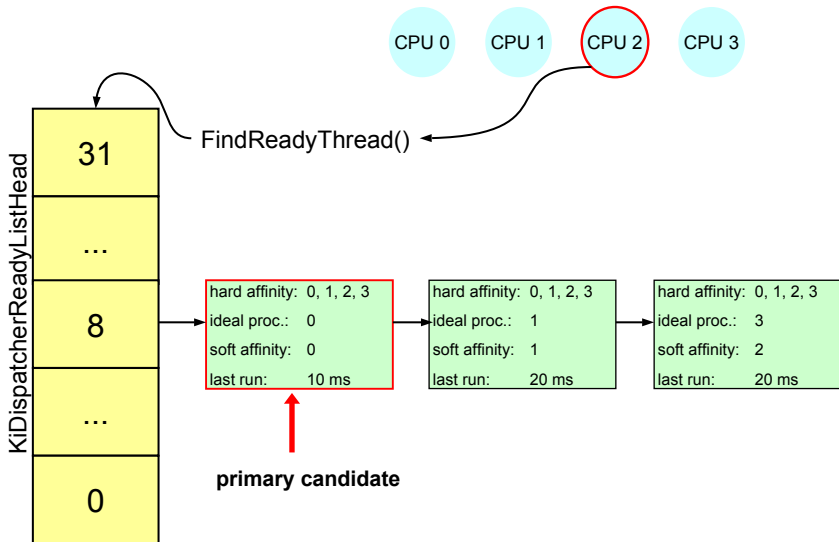 CPU 0 CPU 1 CPU 2 CPU 3
FindReadyThread()
KiDispatcherReadyListHead
31
...
8
...
0
hard affinity: 0, 1, 2, 3
ideal proc.: 0
soft affinity: 0
last run: 10 ms
hard affinity: 0, 1, 2, 3
ideal proc.: 1
soft affinity: 1
last run: 20 ms
hard affinity: 0, 1, 2, 3
ideal proc.: 3
soft affinity: 2
last run: 20 ms
primary candidate